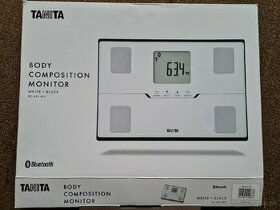 TANITA
BODY
COMPOSITION
MONITOR
WHITE • BLACK
63.4
TANITA
Bluetooth
TANITA
BODY
COMPOSITION
MONITOR
Bluetooth
WHITE • BLACK